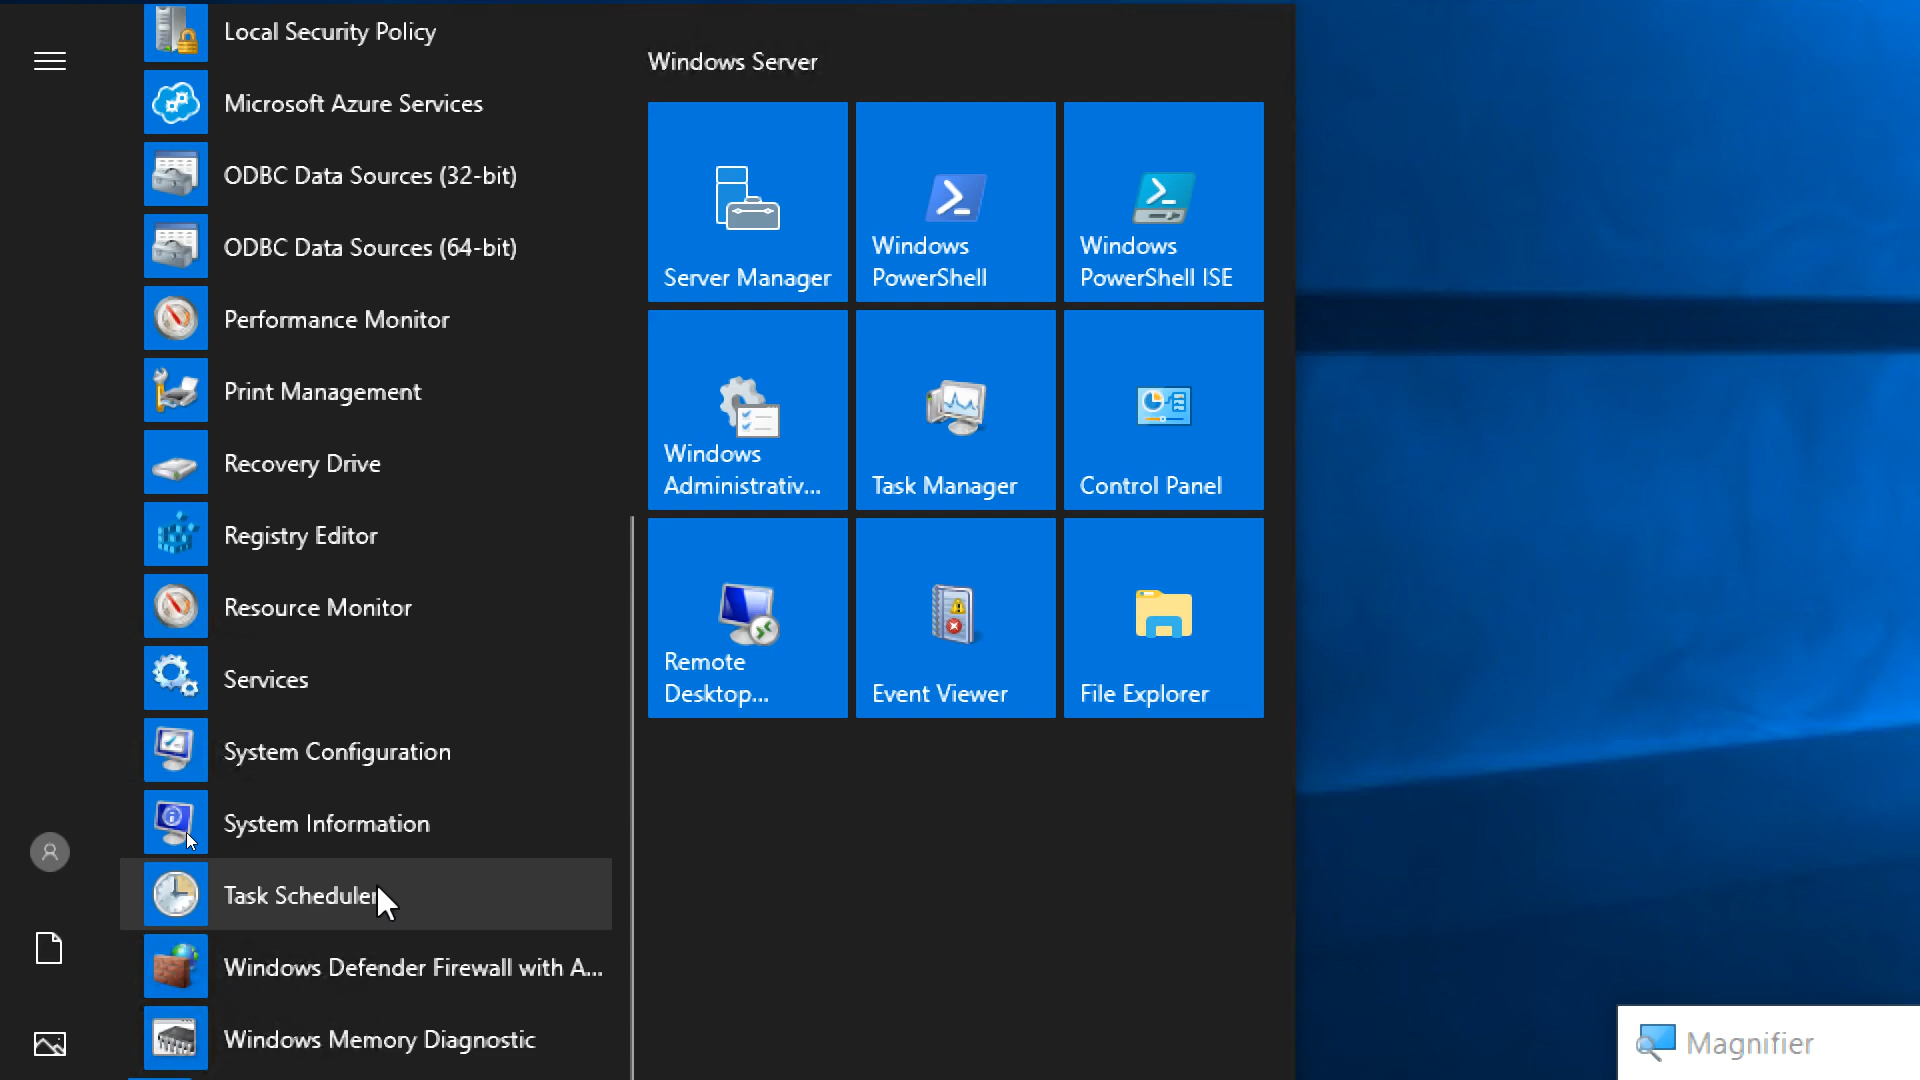 Local Security Policy
Microsoft Azure Services
ODBC Data Sources (32-bit)
ODBC Data Sources (64-bit)
Performance Monitor
Print Management
Recovery Drive
Registry Editor
Resource Monitor
Services
System Configuration
System Information
Task Scheduler
Windows Defender Firewall with A...
Windows Memory Diagnostic
Windows Server
Server Manager
Windows
PowerShell
Windows
PowerShell ISE
Windows
Administrativ...
Task Manager
Control Panel
Remote
Desktop...
Event Viewer
File Explorer
Magnifier